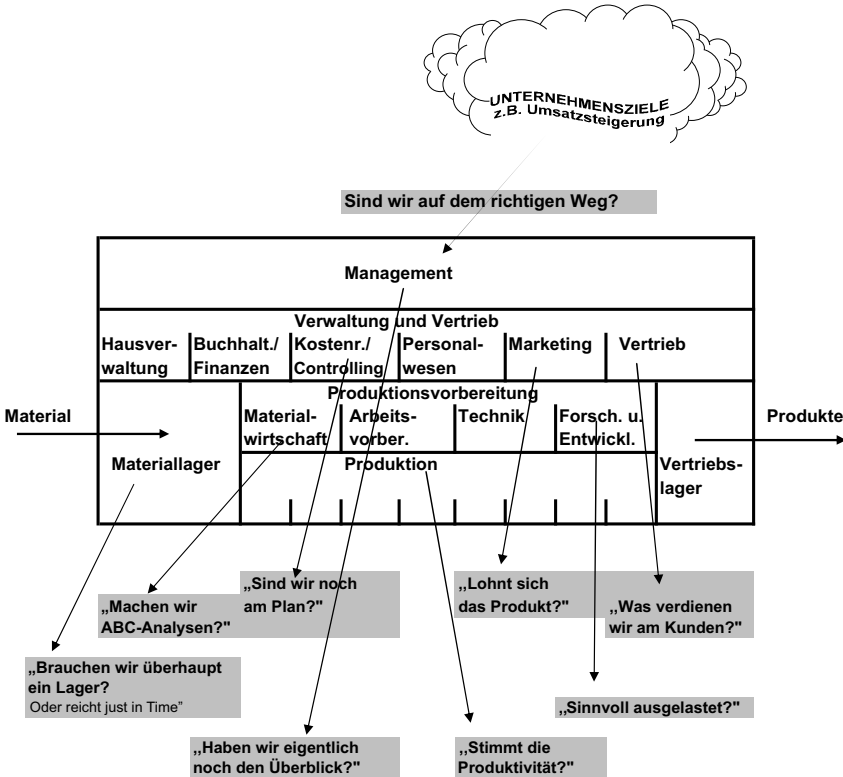 UNTERNEHMENSZIELE
z.B. Umsatzsteigerung
Sind wir auf dem richtigen Weg?
Management
Verwaltung und Vertrieb
Hausver-
waltung
Buchhalt./
Finanzen
Kostenr./
Controlling
Personal-
wesen
Marketing
Vertrieb
Produktionsvorbereitung
Material
Material-
wirtschaft
Arbeits-
vorber.
Technik
Forsch. u.
Entwickl.
Produkte
Materiallager
Produktion
Vertriebs-
lager
„Sind wir noch
am Plan?"
,,Lohnt sich
das Produkt?"
„Machen wir
ABC-Analysen?"
,,Was verdienen
wir am Kunden?"
„Brauchen wir überhaupt
ein Lager?
Oder reicht just in Time”
,,Sinnvoll ausgelastet?"
,,Haben wir eigentlich
noch den Überblick?"
,,Stimmt die
Produktivität?"